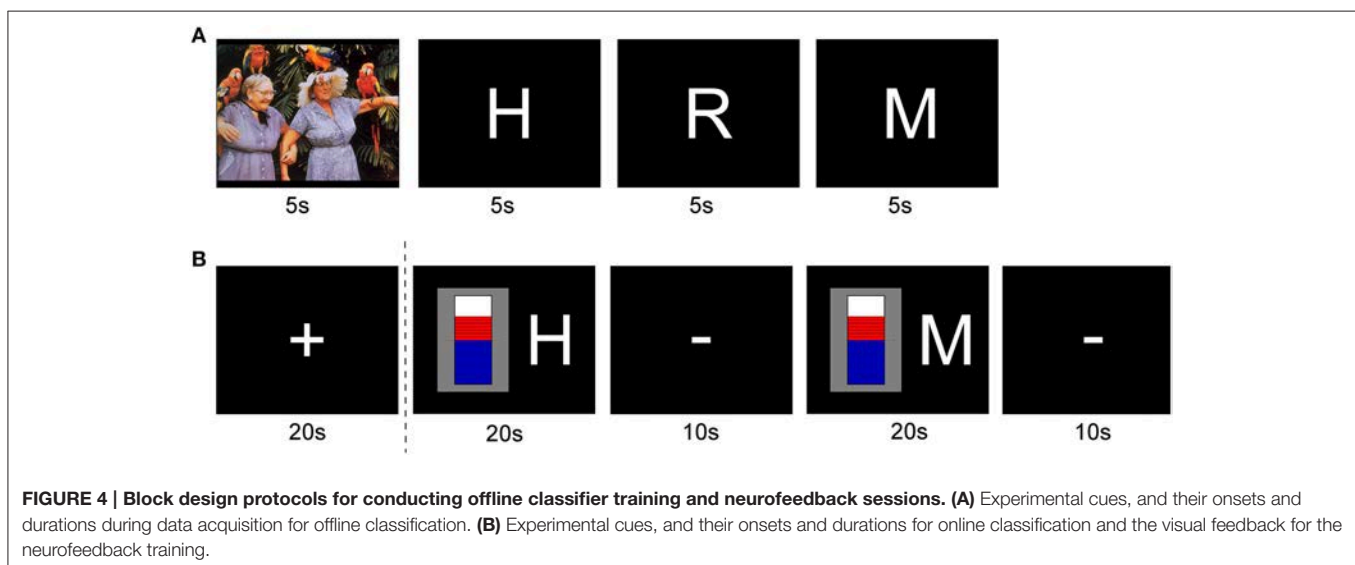 A
H R M
5s 5s 5s 5s
B
+ H - M -
20s 20s 10s 20s 10s
FIGURE 4 | Block design protocols for conducting offline classifier training and neurofeedback sessions. (A) Experimental cues, and their onsets and
durations during data acquisition for offline classification. (B) Experimental cues, and their onsets and durations for online classification and the visual feedback for the
neurofeedback training.